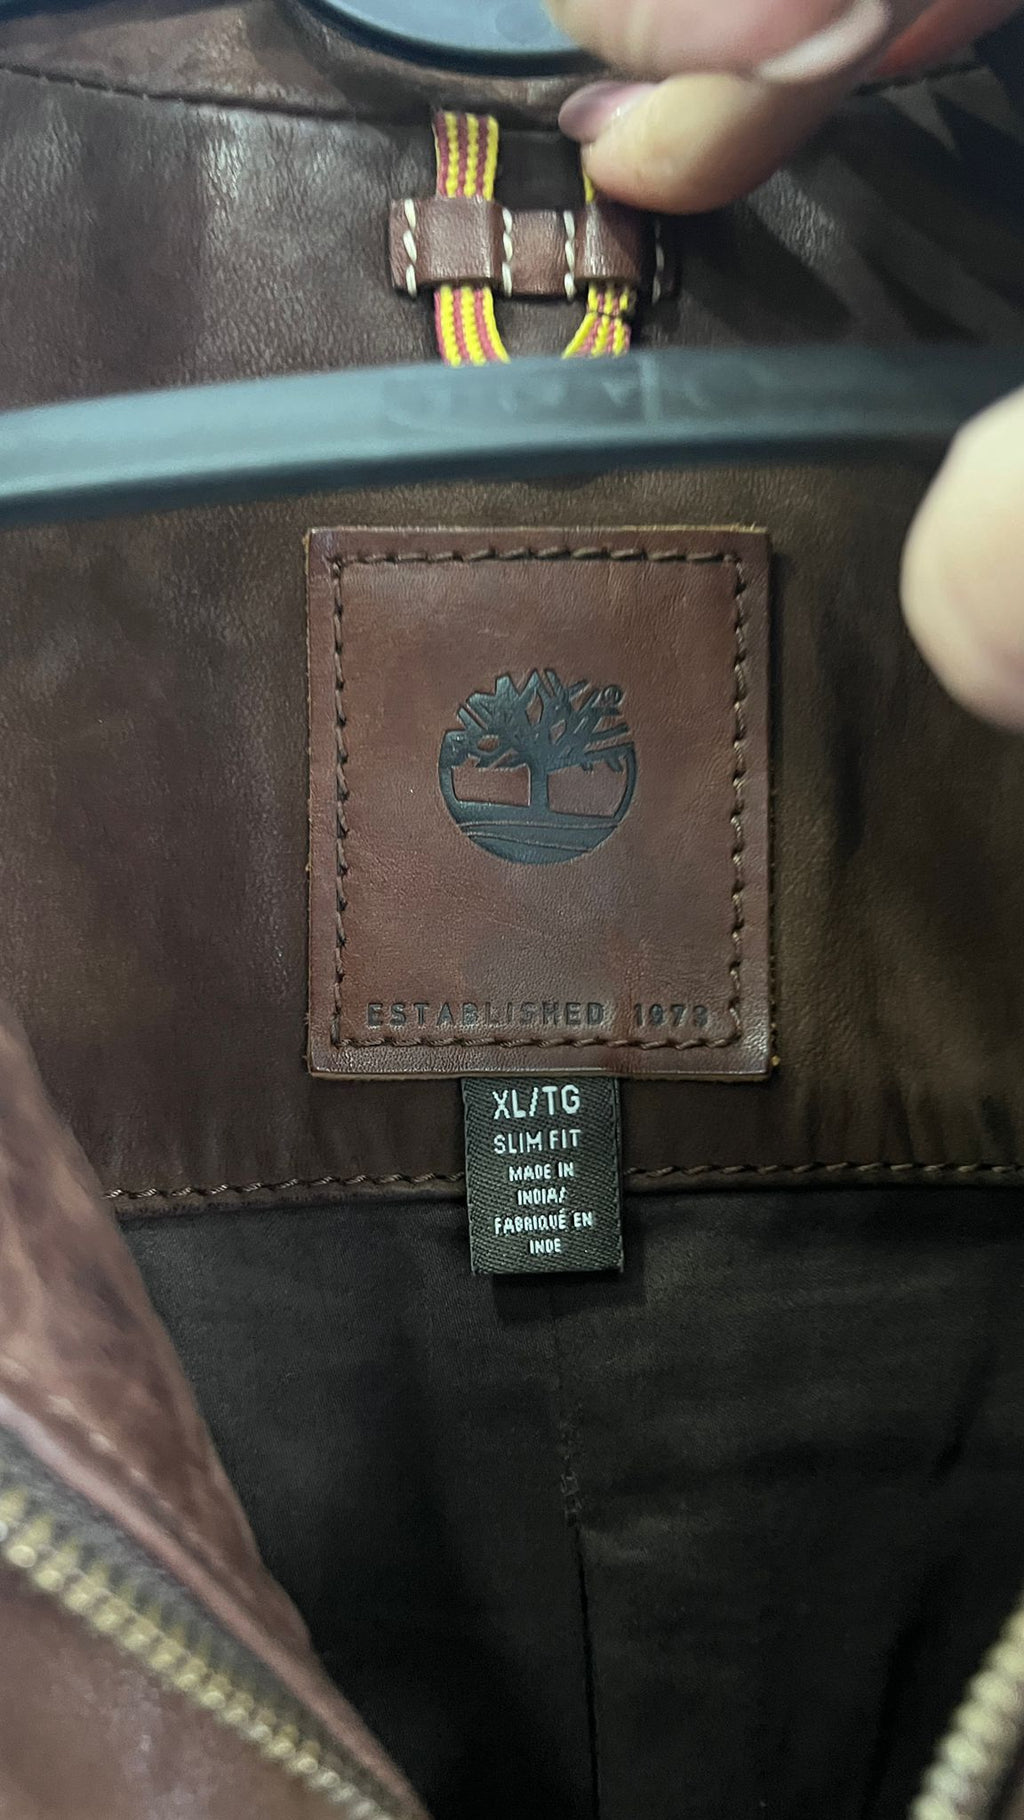 ESTABLISHED 1973
XL/TG
SLIM FIT
MADE IN
INDIA/
FABRIQUÉ EN
INDE